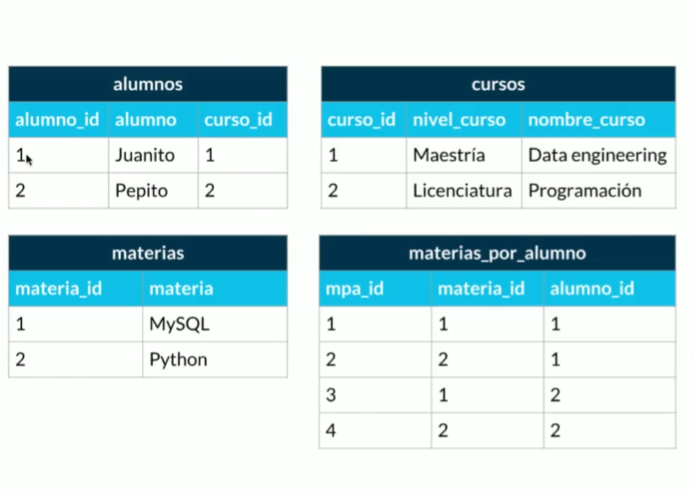 alumnos
alumno_id alumno curso_id
1 Juanito 1
2 Pepito 2
cursos
curso_id nivel_curso nombre_curso
1 Maestría Data engineering
2 Licenciatura Programación
materias
materia_id materia
1 MySQL
2 Python
materias_por_alumno
mpa_id materia_id alumno_id
1 1 1
2 2 1
3 1 2
4 2 2